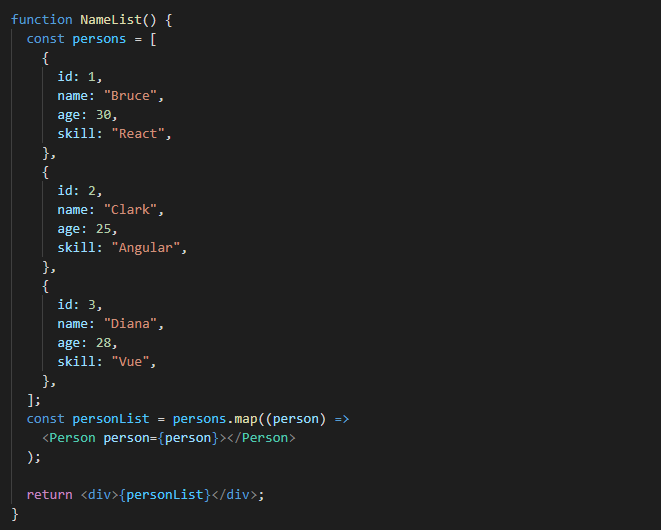 function NameList() {
  const persons = [
    {
      id: 1,
      name: "Bruce",
      age: 30,
      skill: "React",
    },
    {
      id: 2,
      name: "Clark",
      age: 25,
      skill: "Angular",
    },
    {
      id: 3,
      name: "Diana",
      age: 28,
      skill: "Vue",
    },
  ];
  const personList = persons.map((person) =>
    <Person person={person}></Person>
  );

  return <div>{personList}</div>;
}